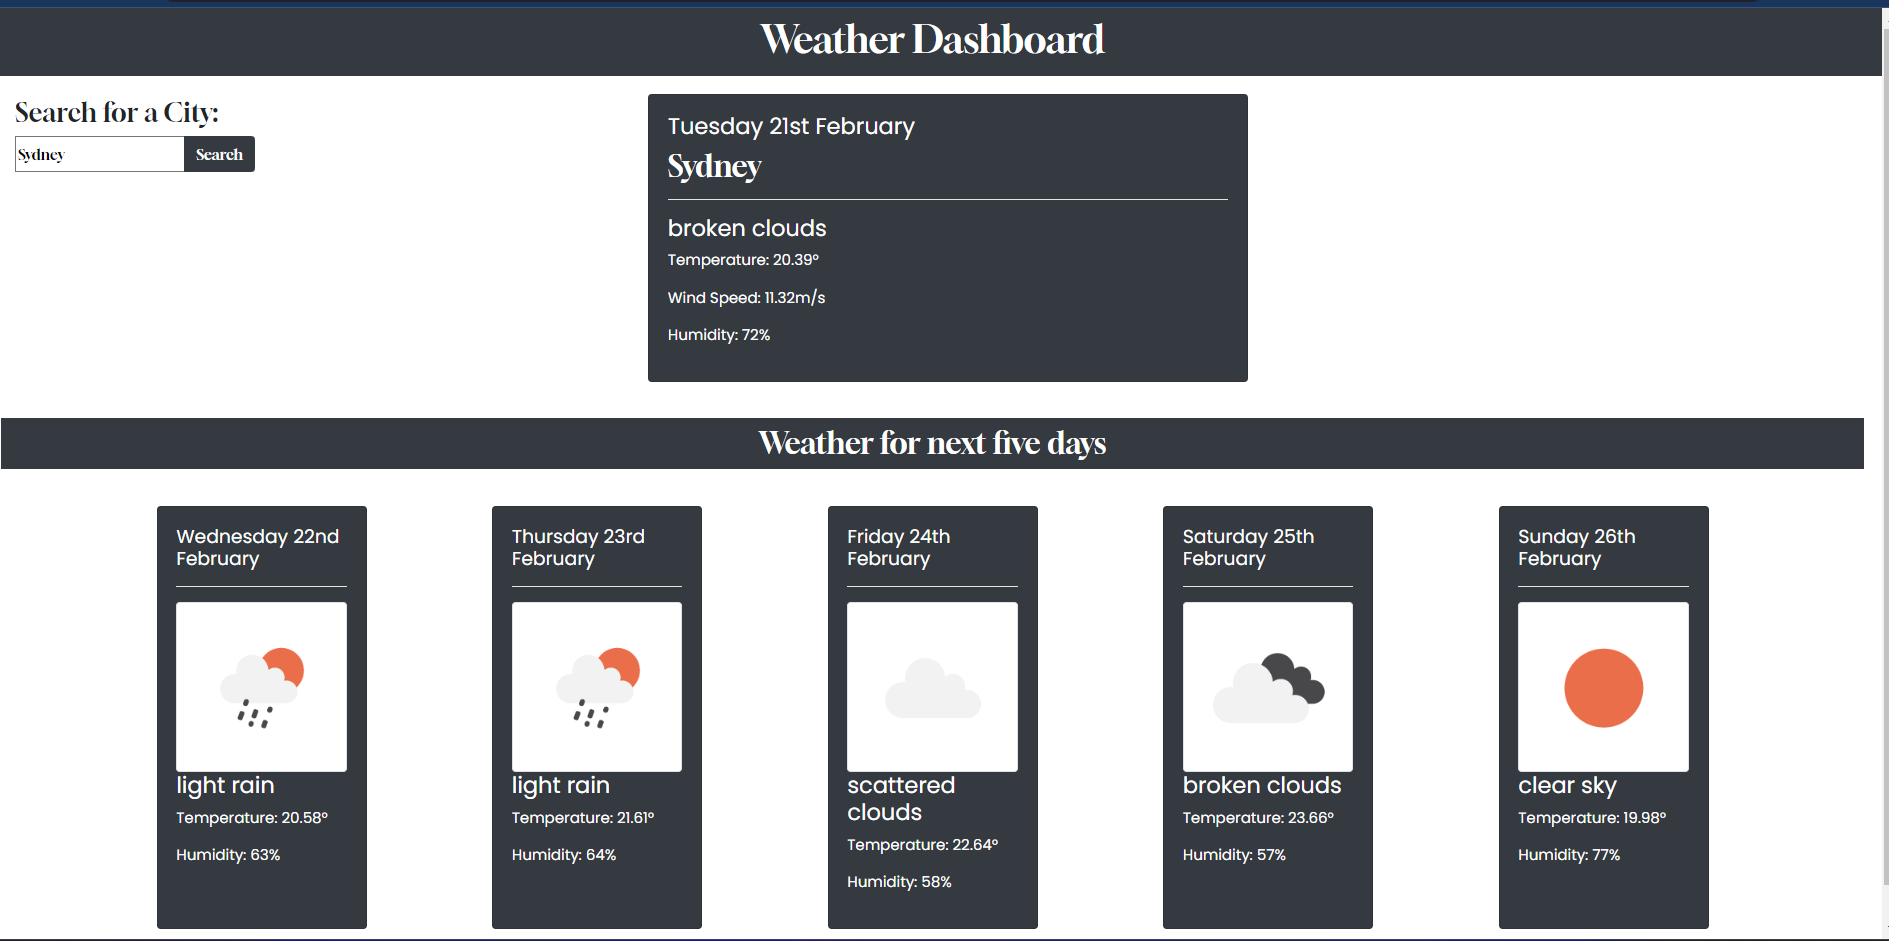 Weather Dashboard
Search for a City:
Sydney
Search
Tuesday 21st February
Sydney
broken clouds
Temperature: 20.39°
Wind Speed: 11.32m/s
Humidity: 72%
Weather for next five days
Wednesday 22nd
February
light rain
Temperature: 20.58°
Humidity: 63%
Thursday 23rd
February
light rain
Temperature: 21.61°
Humidity: 64%
Friday 24th
February
scattered
clouds
Temperature: 22.64°
Humidity: 58%
Saturday 25th
February
broken clouds
Temperature: 23.66°
Humidity: 57%
Sunday 26th
February
clear sky
Temperature: 19.98°
Humidity: 77%